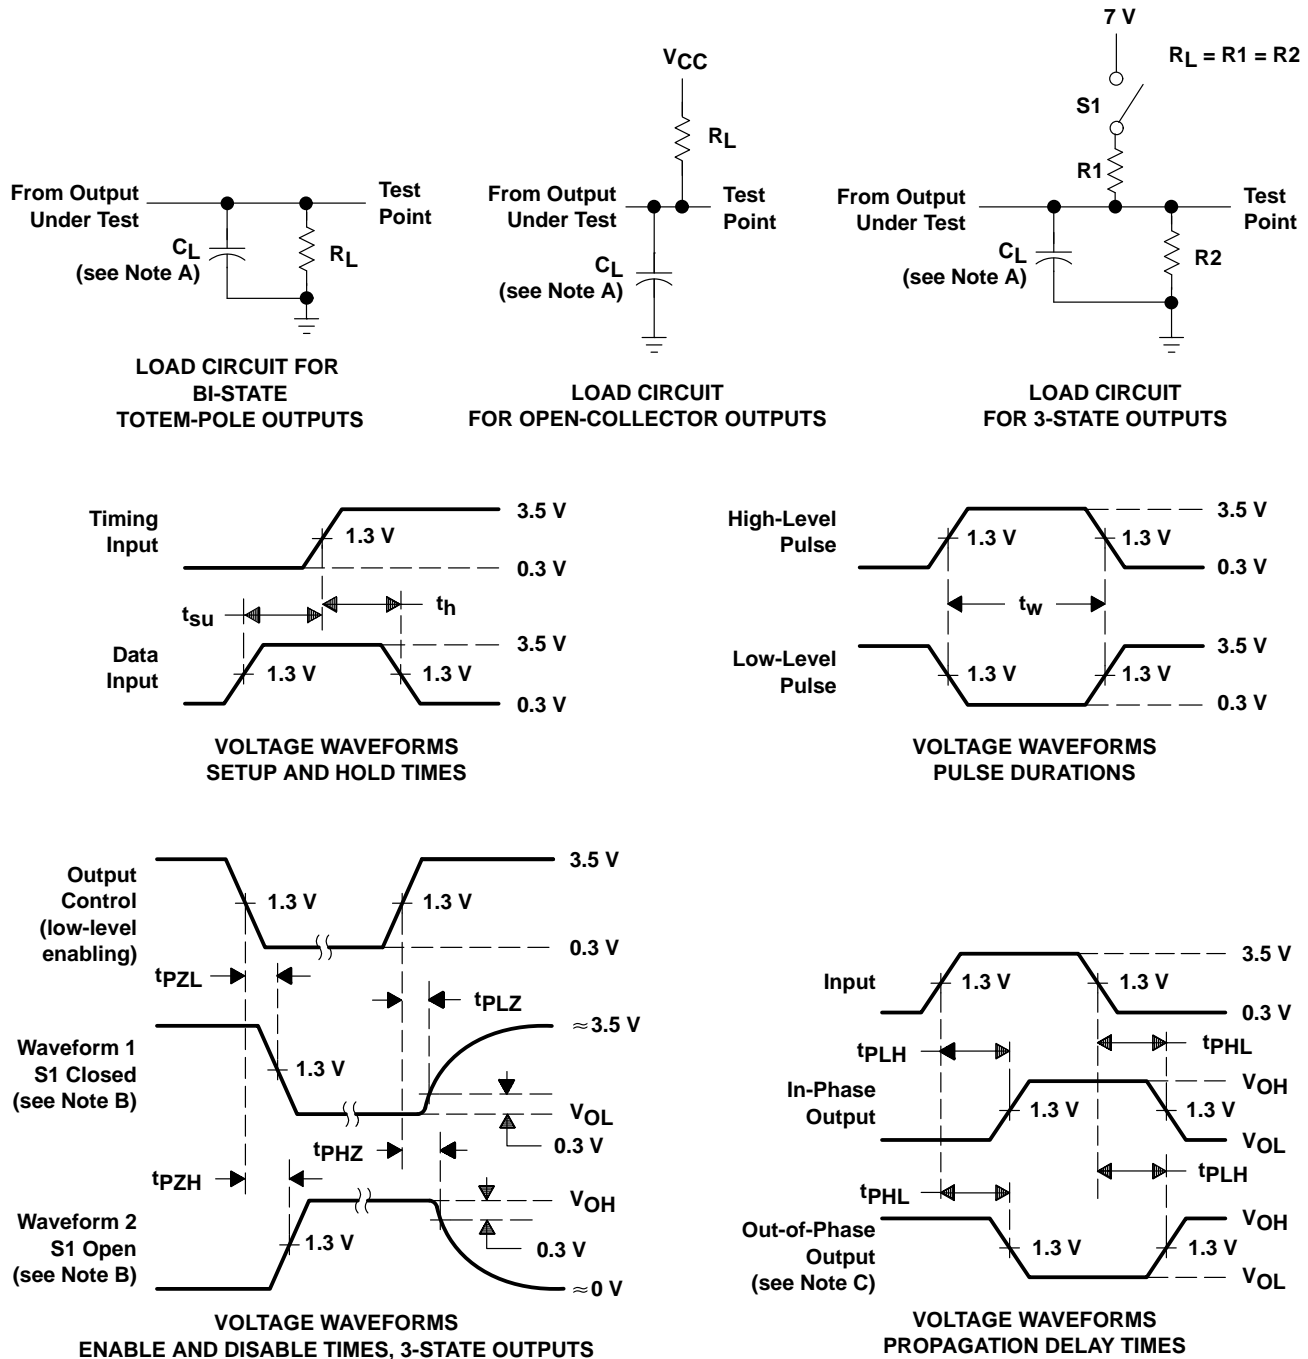 From Output
Under Test
Test
Point
CL
(see Note A)
RL
LOAD CIRCUIT FOR
BI-STATE
TOTEM-POLE OUTPUTS
VCC
RL
From Output
Under Test
Test
Point
CL
(see Note A)
LOAD CIRCUIT
FOR OPEN-COLLECTOR OUTPUTS
7 V
RL = R1 = R2
S1
R1
From Output
Under Test
Test
Point
CL
(see Note A)
R2
LOAD CIRCUIT
FOR 3-STATE OUTPUTS
Timing
Input
3.5 V
1.3 V
0.3 V
tsu
th
Data
Input
3.5 V
1.3 V
1.3 V
0.3 V
VOLTAGE WAVEFORMS
SETUP AND HOLD TIMES
High-Level
Pulse
3.5 V
1.3 V
1.3 V
0.3 V
tw
Low-Level
Pulse
3.5 V
1.3 V
1.3 V
0.3 V
VOLTAGE WAVEFORMS
PULSE DURATIONS
Output
Control
(low-level
enabling)
3.5 V
1.3 V
1.3 V
0.3 V
tPZL
tPLZ
Waveform 1
S1 Closed
(see Note B)
≈3.5 V
1.3 V
VOL
0.3 V
tPHZ
tPZH
Waveform 2
S1 Open
(see Note B)
VOH
1.3 V
0.3 V
≈0 V
VOLTAGE WAVEFORMS
ENABLE AND DISABLE TIMES, 3-STATE OUTPUTS
Input
3.5 V
1.3 V
1.3 V
0.3 V
tPLH
tPHL
In-Phase
Output
VOH
1.3 V
1.3 V
VOL
tPHL
tPLH
Out-of-Phase
Output
(see Note C)
VOH
1.3 V
1.3 V
VOL
VOLTAGE WAVEFORMS
PROPAGATION DELAY TIMES